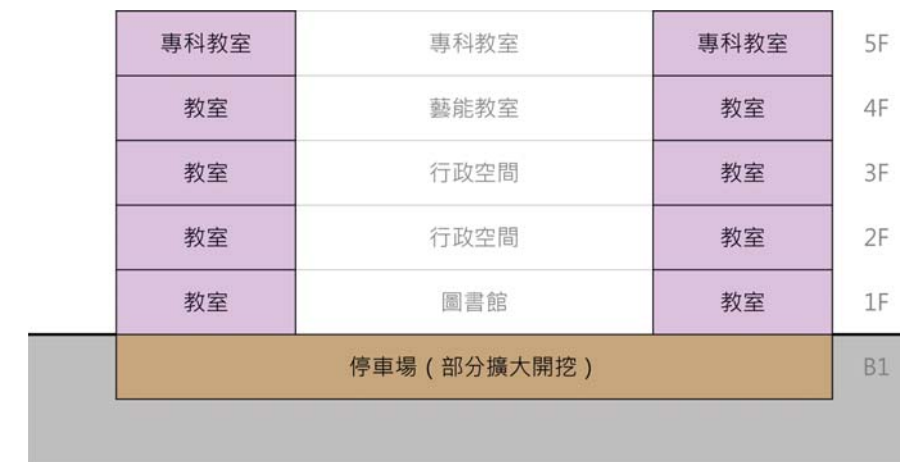 專科教室 專科教室 專科教室 5F
教室 藝能教室 教室 4F
教室 行政空間 教室 3F
教室 行政空間 教室 2F
教室 圖書館 教室 1F
停車場(部分擴大開挖) B1